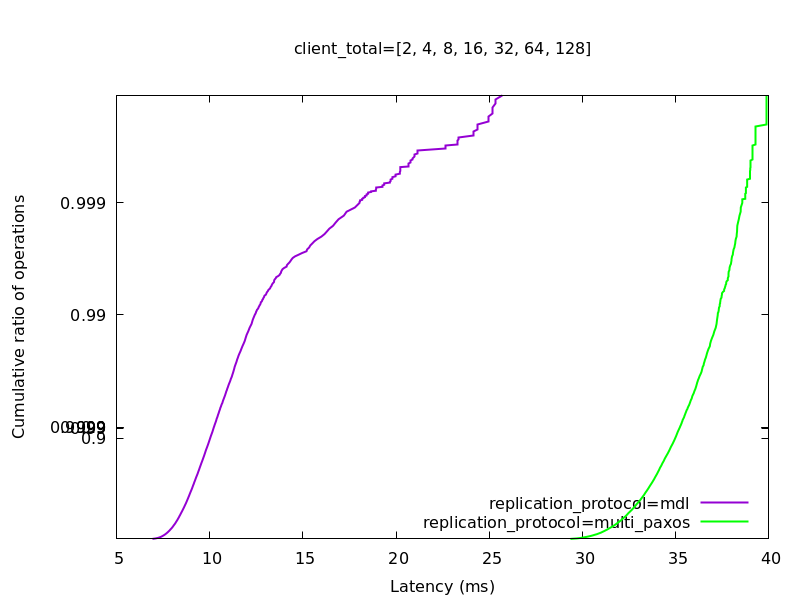 client_total=[2, 4, 8, 16, 32, 64, 128]
Cumulative ratio of operations
0.999
0.99
0.9
replication_protocol=mdl
replication_protocol=multi_paxos
5 10 15 20 25 30 35 40
Latency (ms)